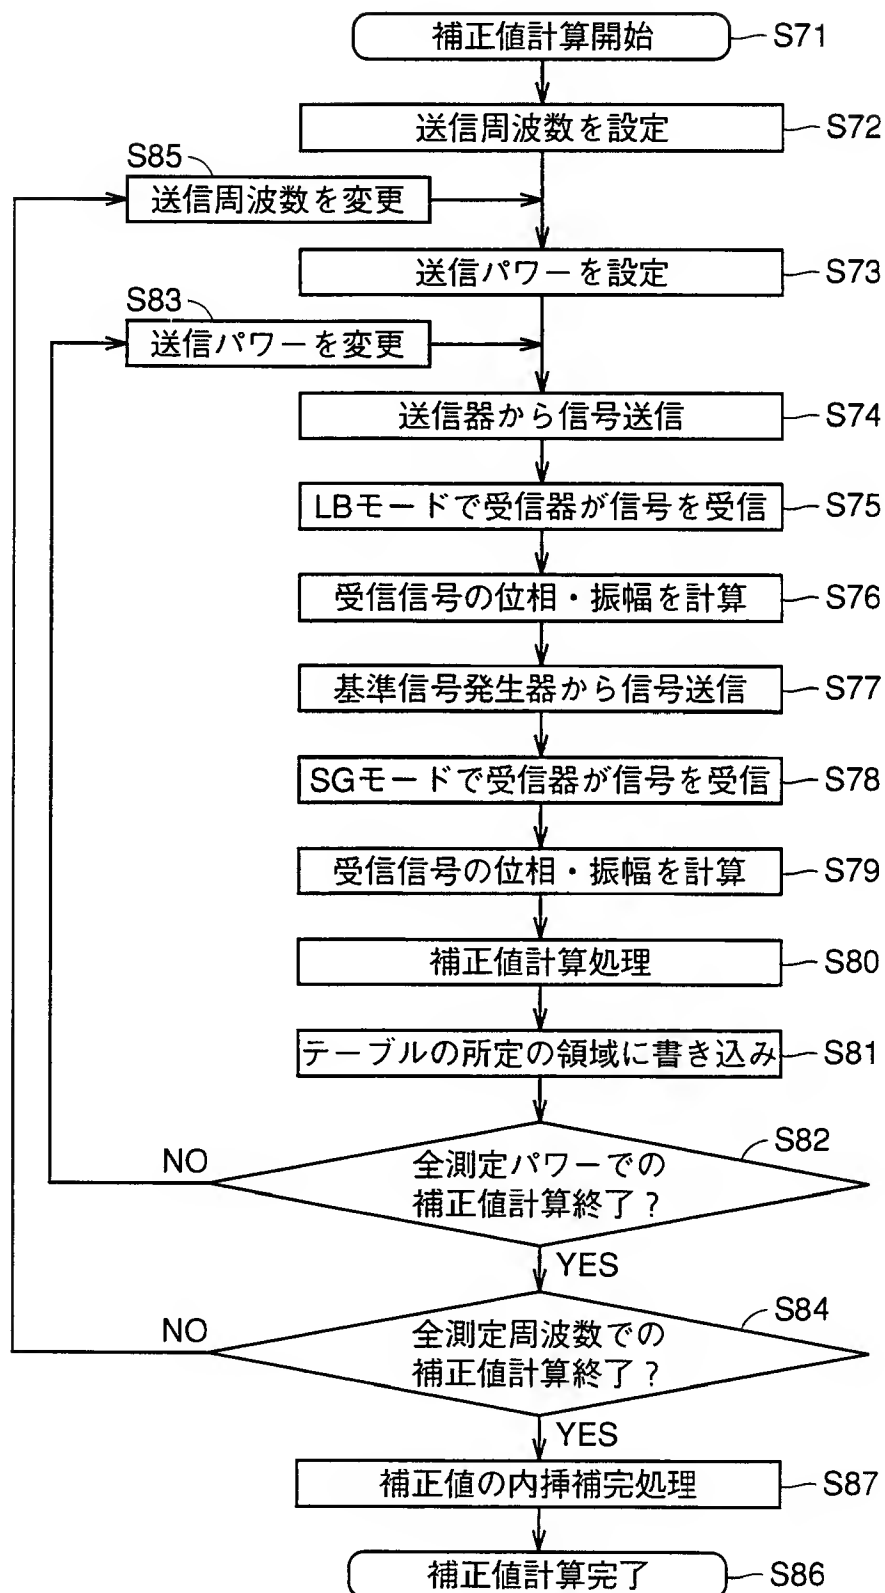 補正値計算開始 S71
送信周波数を設定 S72
S85
送信周波数を変更
送信パワーを設定 S73
S83
送信パワーを変更
送信器から信号送信 S74
LBモードで受信器が信号を受信 S75
受信信号の位相・振幅を計算 S76
基準信号発生器から信号送信 S77
SGモードで受信器が信号を受信 S78
受信信号の位相・振幅を計算 S79
補正値計算処理 S80
テーブルの所定の領域に書き込み S81
S82
NO
全測定パワーでの
補正値計算終了?
YES
S84
NO
全測定周波数での
補正値計算終了?
YES
補正値の内挿補完処理 S87
補正値計算完了 S86